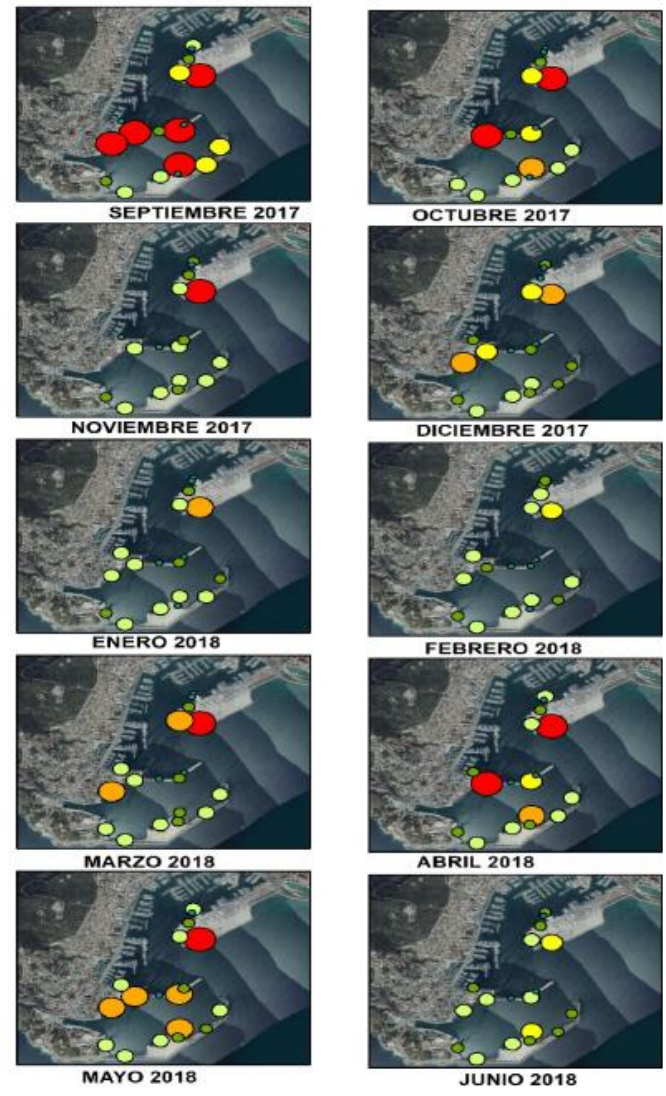 SEPTIEMBRE 2017
OCTUBRE 2017
NOVIEMBRE 2017
DICIEMBRE 2017
ENERO 2018
FEBRERO 2018
MARZO 2018
ABRIL 2018
MAYO 2018
JUNIO 2018